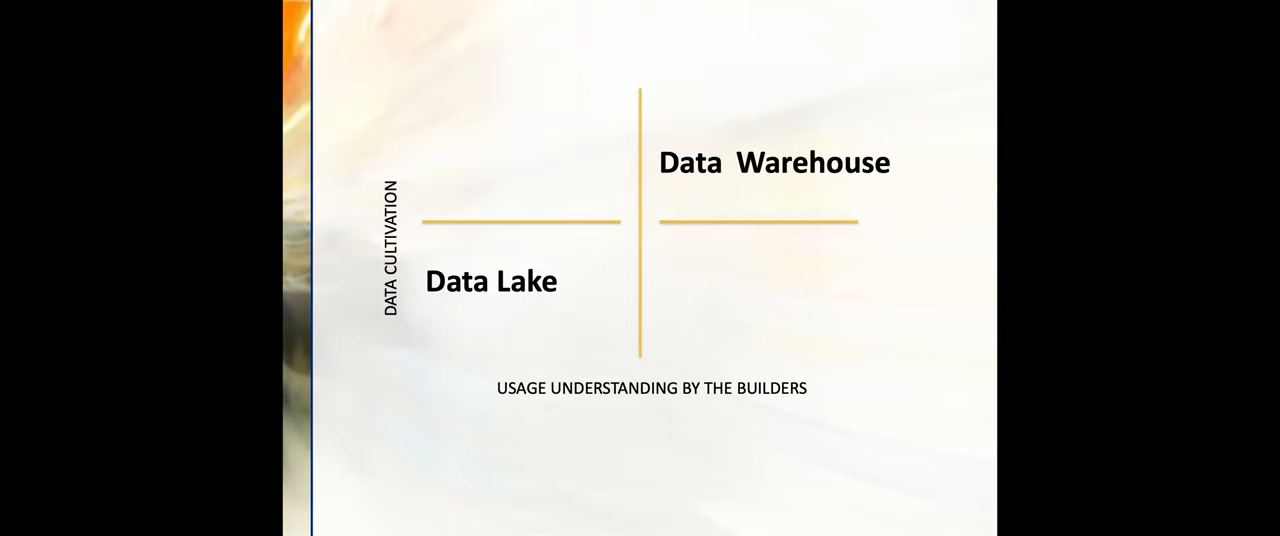 Data  Warehouse
DATA CULTIVATION
Data Lake
USAGE UNDERSTANDING BY THE BUILDERS